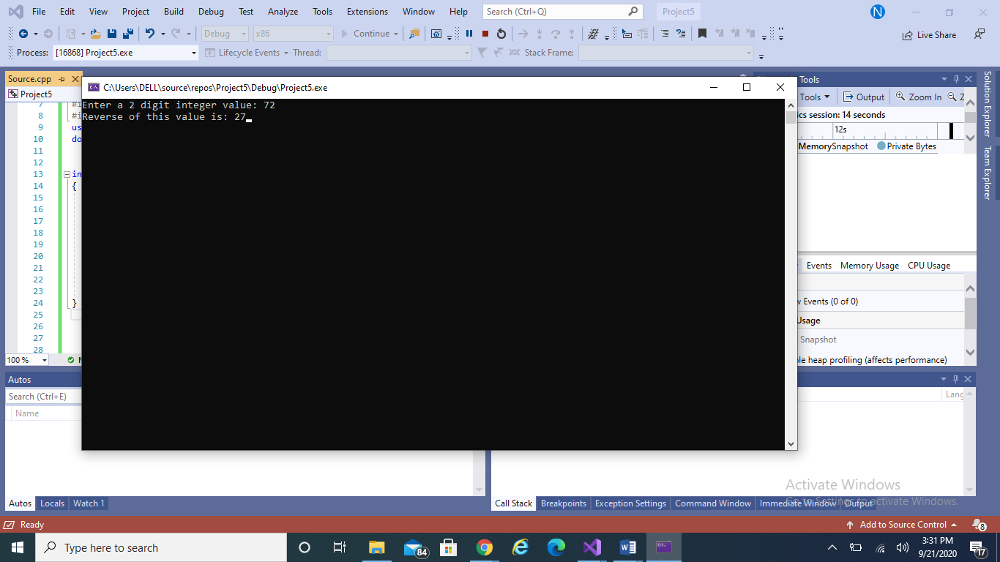 File Edit View Project Build Debug Test Analyze Tools Extensions Window Help Search (Ctrl+Q) Project5 N
Debug x86 Continue Live Share
Process: [16868] Project5.exe Lifecycle Events Thread: Stack Frame:
Source.cpp
C:\Users\DELL\source\repos\Project5\Debug\Project5.exe
Tools
Project5
Enter a 2 digit integer value: 72
Reverse of this value is: 27
Tools Output Zoom In Z
ics session: 14 seconds
12s
MemorySnapshot Private Bytes
7 #i
8 #i
9 us
10 do
11
12
13 in
14 {
15
16
17
18
19
20
21
22
23
24 }
25
26
27
28
100 % N
Events Memory Usage CPU Usage
Events (0 of 0)
Usage
Snapshot
le heap profiling (affects performance)
Solution Explorer
Team Explorer
Autos
Search (Ctrl+E)
Name
Lang
Autos Locals Watch 1
Call Stack Breakpoints Exception Settings Command Window Immediate Window Output
Activate Windows
Go to Settings to activate Windows.
Ready
Add to Source Control 8
Type here to search
84
3:31 PM
9/21/2020
17